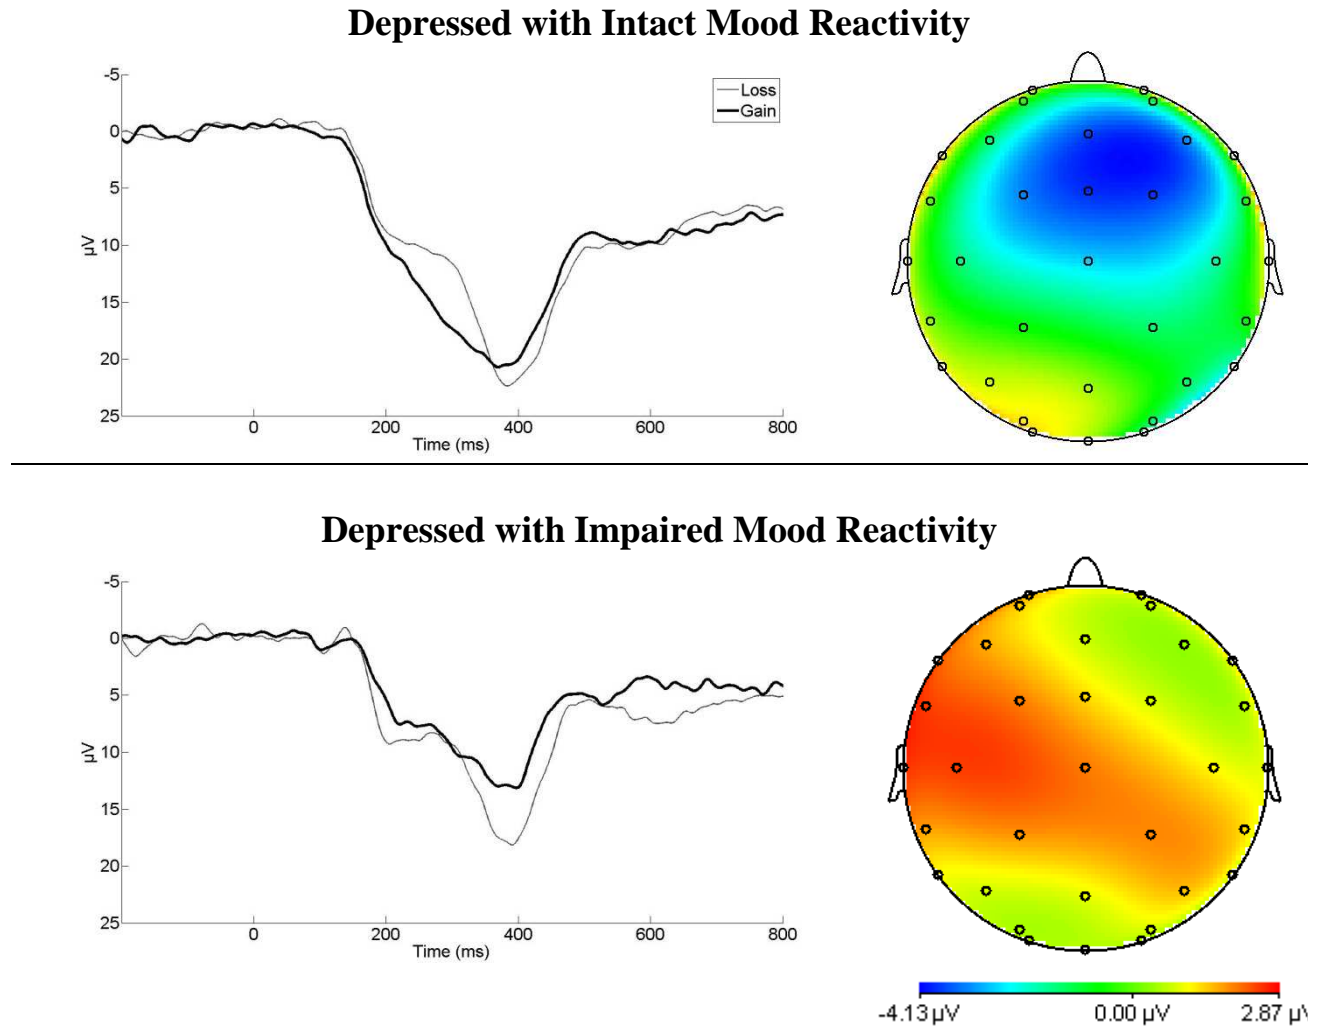 Depressed with Intact Mood Reactivity
-5
0
5
10
15
20
25
µV
0
200
400
600
800
Time (ms)
Loss
Gain
Depressed with Impaired Mood Reactivity
-5
0
5
10
15
20
25
µV
0
200
400
600
800
Time (ms)
-4.13 µV
0.00 µV
2.87 µV